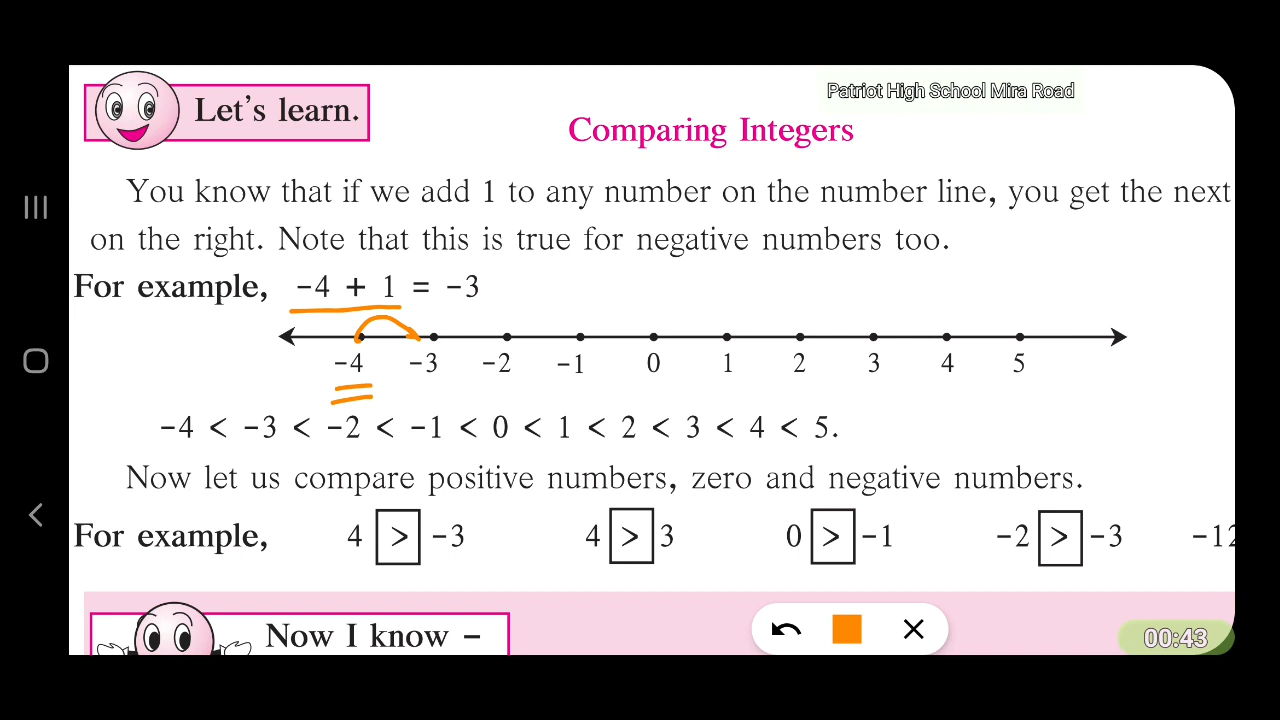 Let's learn.
Patriot High School Mira Road
Comparing Integers
You know that if we add 1 to any number on the number line, you get the next
on the right. Note that this is true for negative numbers too.
For example, -4 + 1 = -3
-4 -3 -2 -1 0 1 2 3 4 5
-4 < -3 < -2 < -1 < 0 < 1 < 2 < 3 < 4 < 5.
Now let us compare positive numbers, zero and negative numbers.
For example, 4 > -3 4 > 3 0 > -1 -2 > -3 -12
Now I know –
00:43